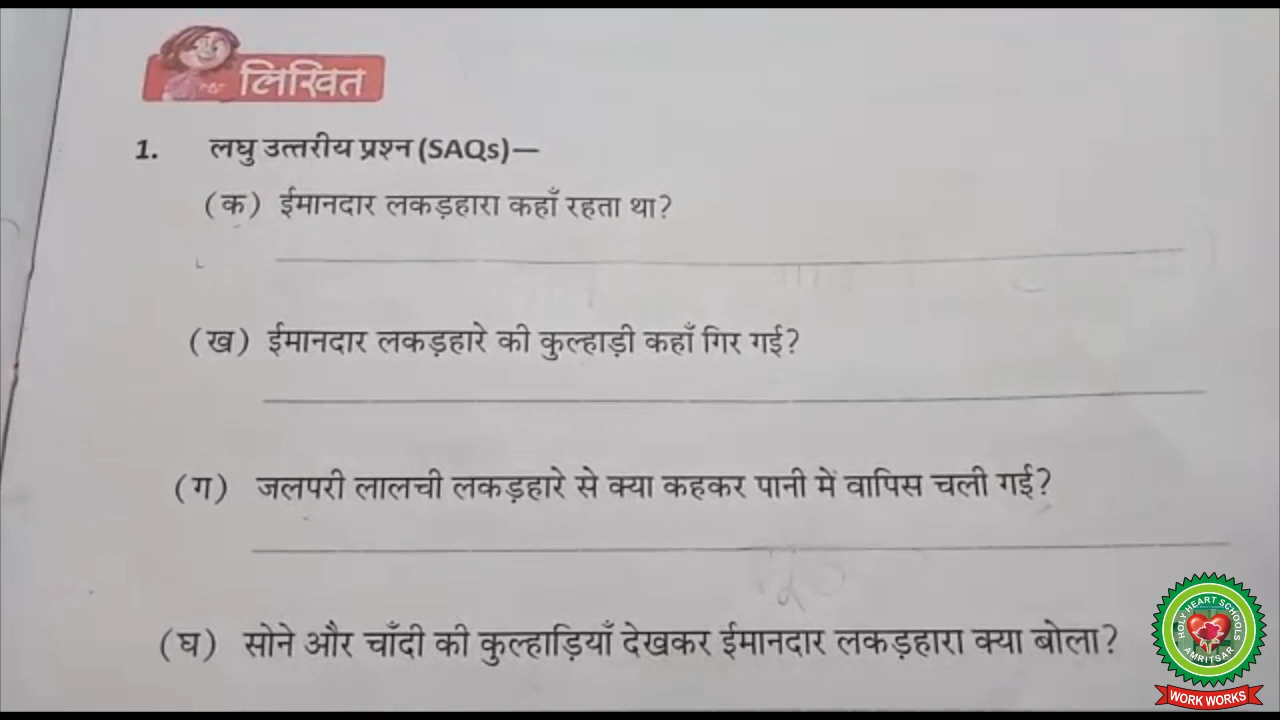 लिखित
1. लघु उत्तरीय प्रश्न (SAQs)—
(क) ईमानदार लकड़हारा कहाँ रहता था?
(ख) ईमानदार लकड़हारे की कुल्हाड़ी कहाँ गिर गई?
(ग) जलपरी लालची लकड़हारे से क्या कहकर पानी में वापिस चली गई?
(घ) सोने और चाँदी की कुल्हाड़ियाँ देखकर ईमानदार लकड़हारा क्या बोला?
HOLY HEART SCHOOLS
AMRITSAR
WORK WORKS